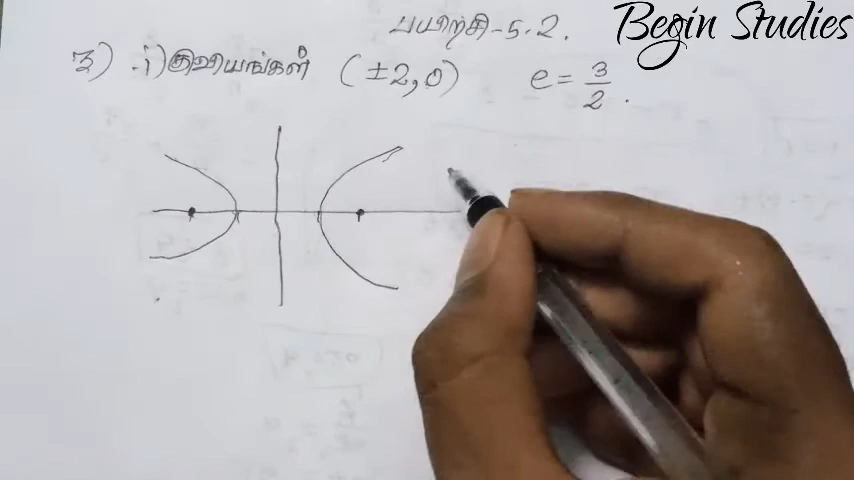 Begin Studies
பயிற்சி-5.2.
3) i) குவியங்கள் (±2,0) e = 3/2.